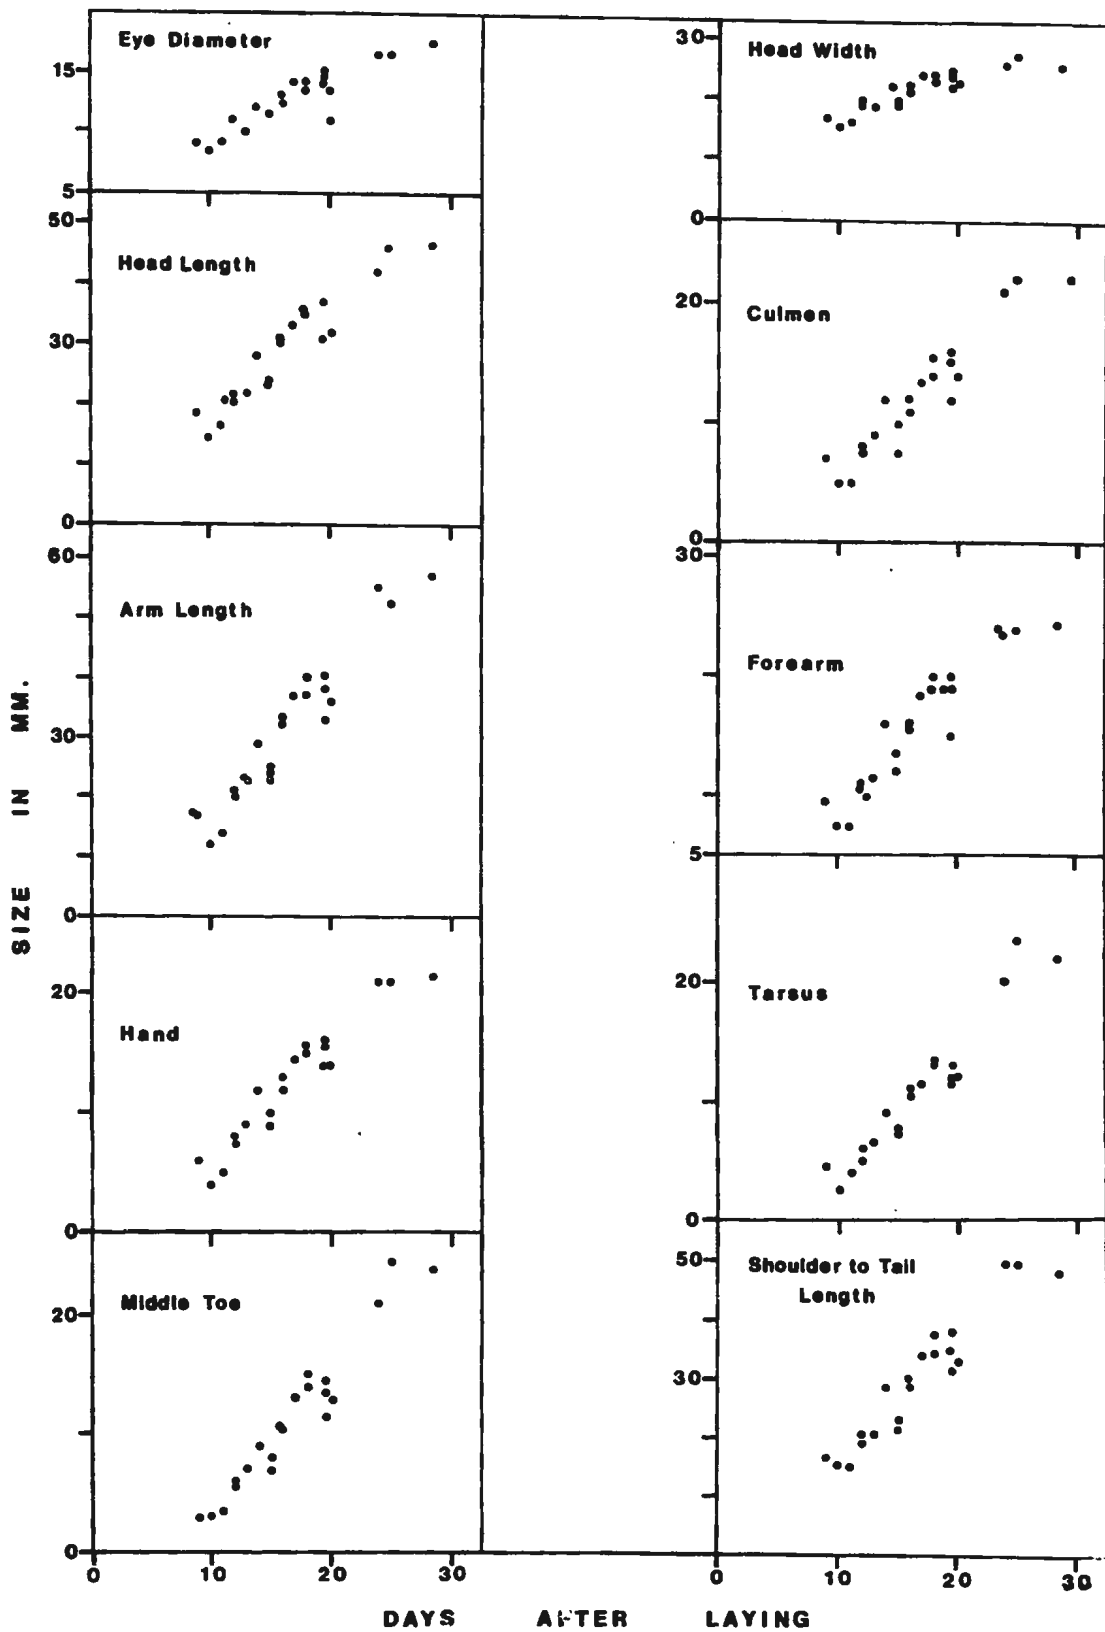 Eye Diameter
15
5
Head Length
50
30
0
Arm Length
60
30
0
Hand
20
0
Middle Toe
20
0
0 10 20 30
Head Width
30
0
Culmen
20
0
Forearm
30
5
Tarsus
20
0
Shoulder to Tail
Length
50
30
0 10 20 30
SIZE IN MM.
DAYS AFTER LAYING